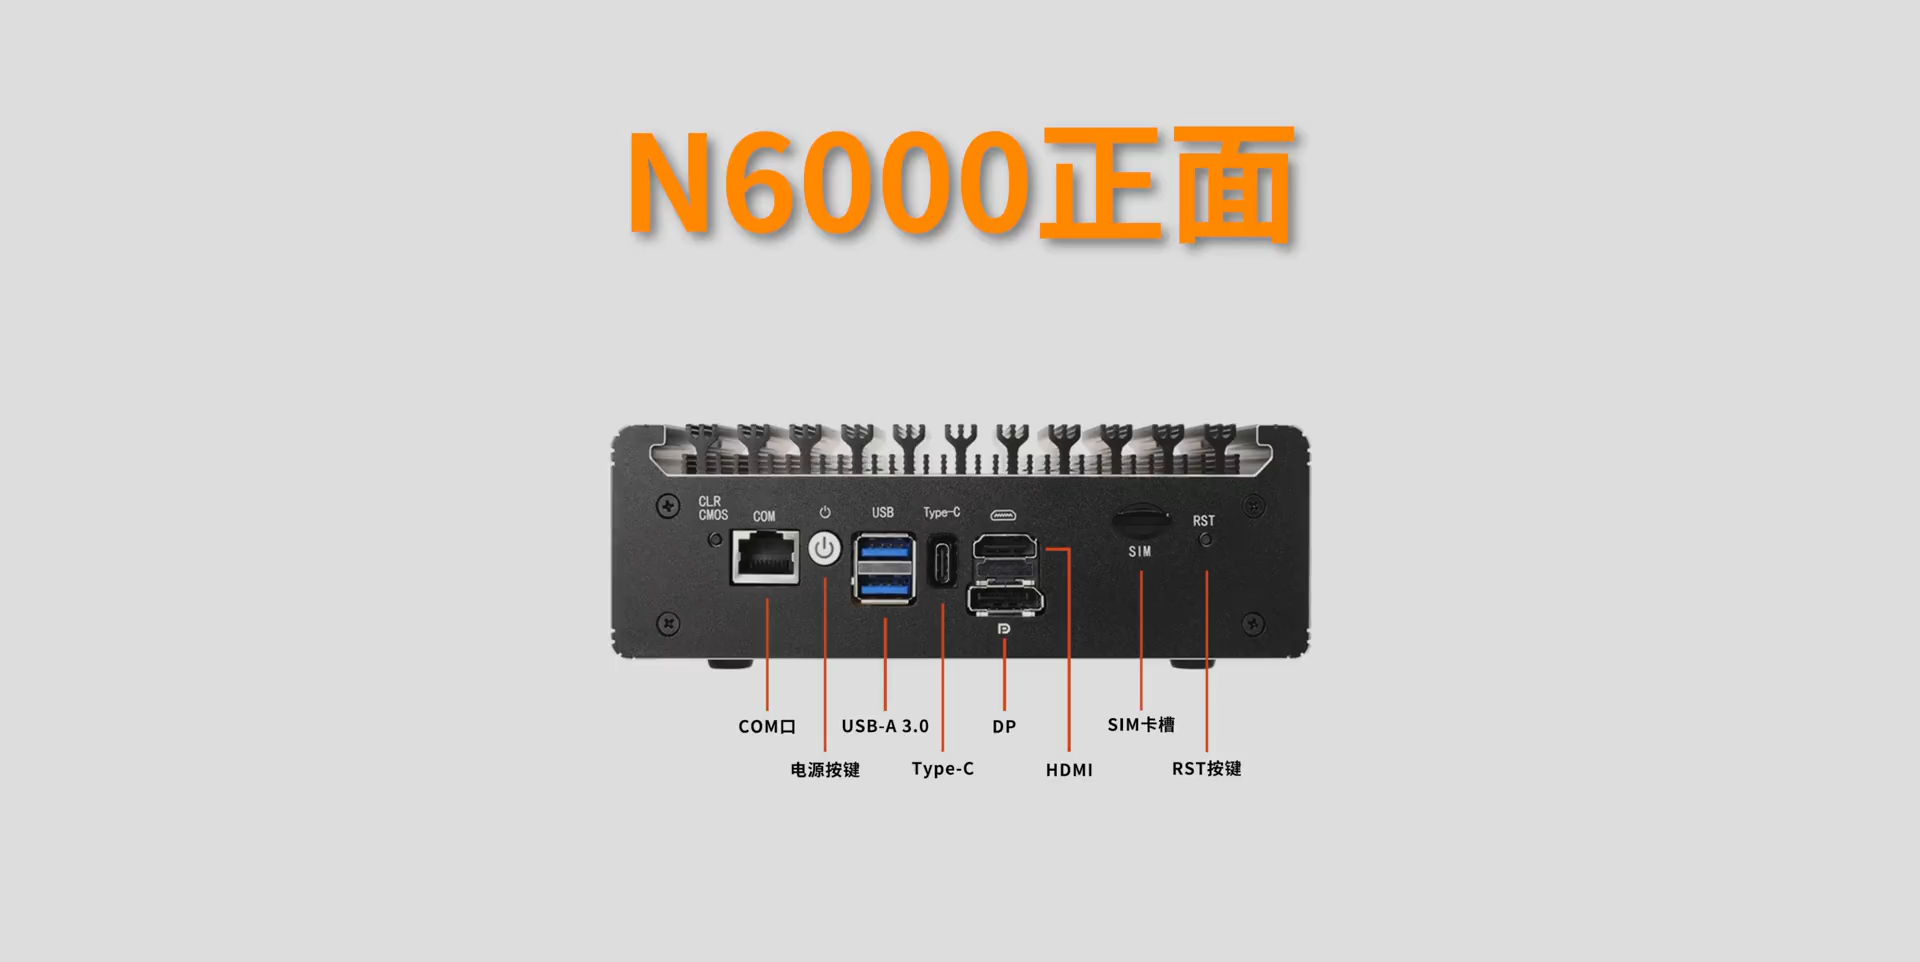 N6000正面
CLR
CMOS
COM
USB
Type-C
SIM
RST
COM口
USB-A 3.0
DP
SIM卡槽
电源按键
Type-C
HDMI
RST按键